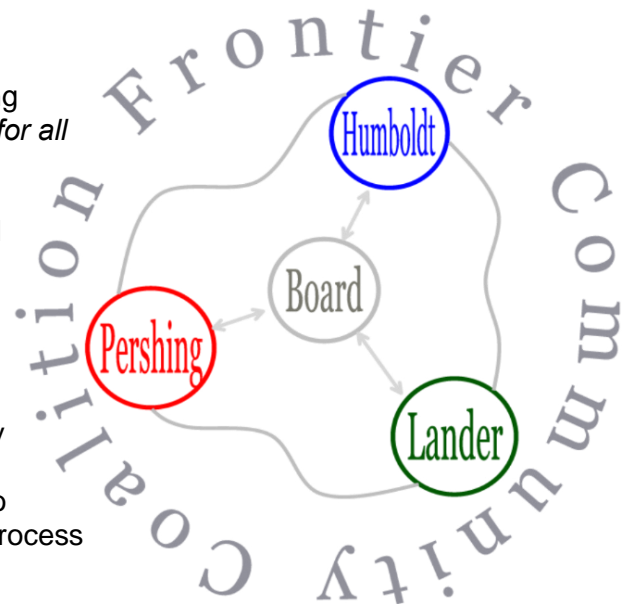 for all
rocess
Frontier Community Coalition
Humboldt
Board
Pershing
Lander